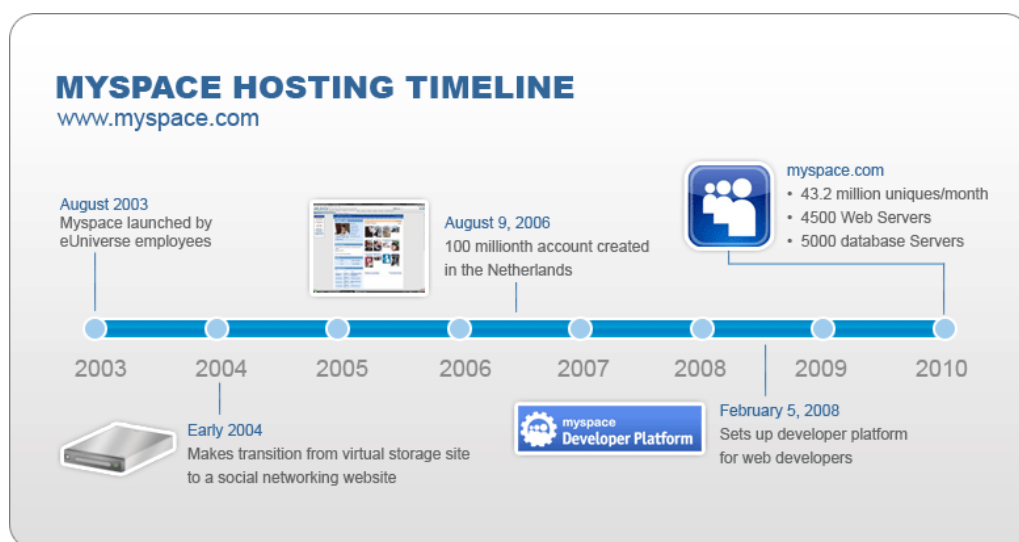 MYSPACE HOSTING TIMELINE
www.myspace.com
August 2003
Myspace launched by
eUniverse employees
August 9, 2006
100 millionth account created
in the Netherlands
myspace.com
• 43.2 million uniques/month
• 4500 Web Servers
• 5000 database Servers
2003 2004 2005 2006 2007 2008 2009 2010
Early 2004
Makes transition from virtual storage site
to a social networking website
myspace
Developer Platform
February 5, 2008
Sets up developer platform
for web developers